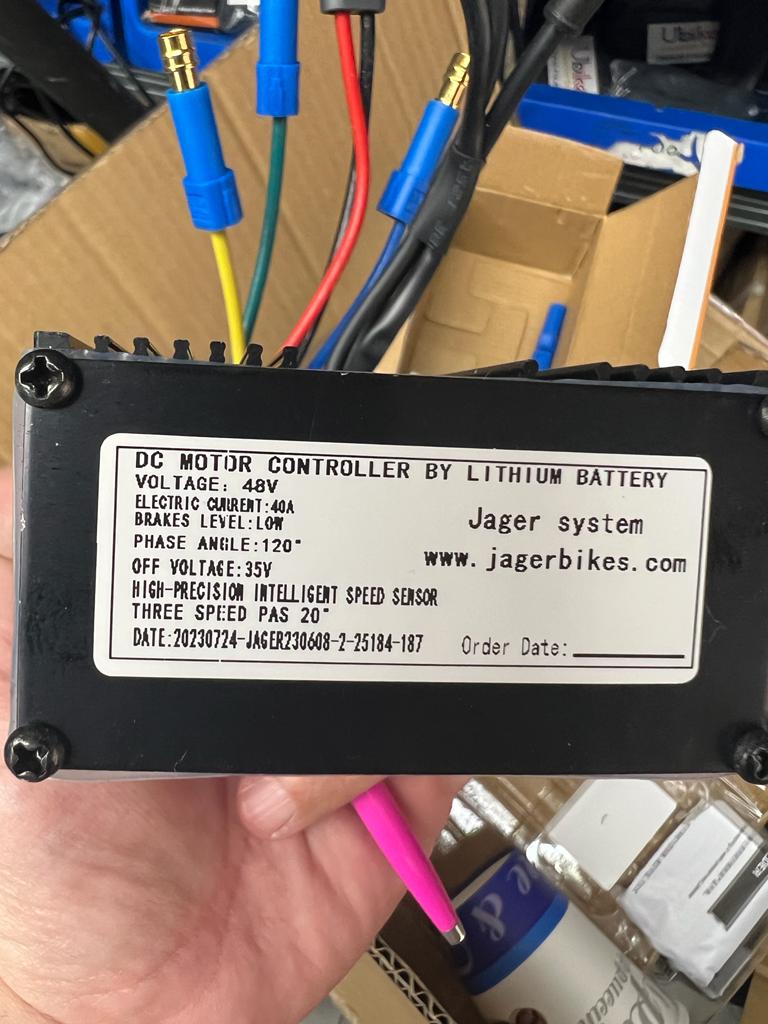 DC MOTOR CONTROLLER BY LITHIUM BATTERY
VOLTAGE: 48V
ELECTRIC CURRENT:40A
BRAKES LEVEL:LOW
PHASE ANGLE:120°
OFF VOLTAGE:35V
HIGH-PRECISION INTELLIGENT SPEED SENSOR
THREE SPEED PAS 20"
DATE:20230724-JAGER230608-2-25184-187
Jager system
www.jagerbikes.com
Order Date: